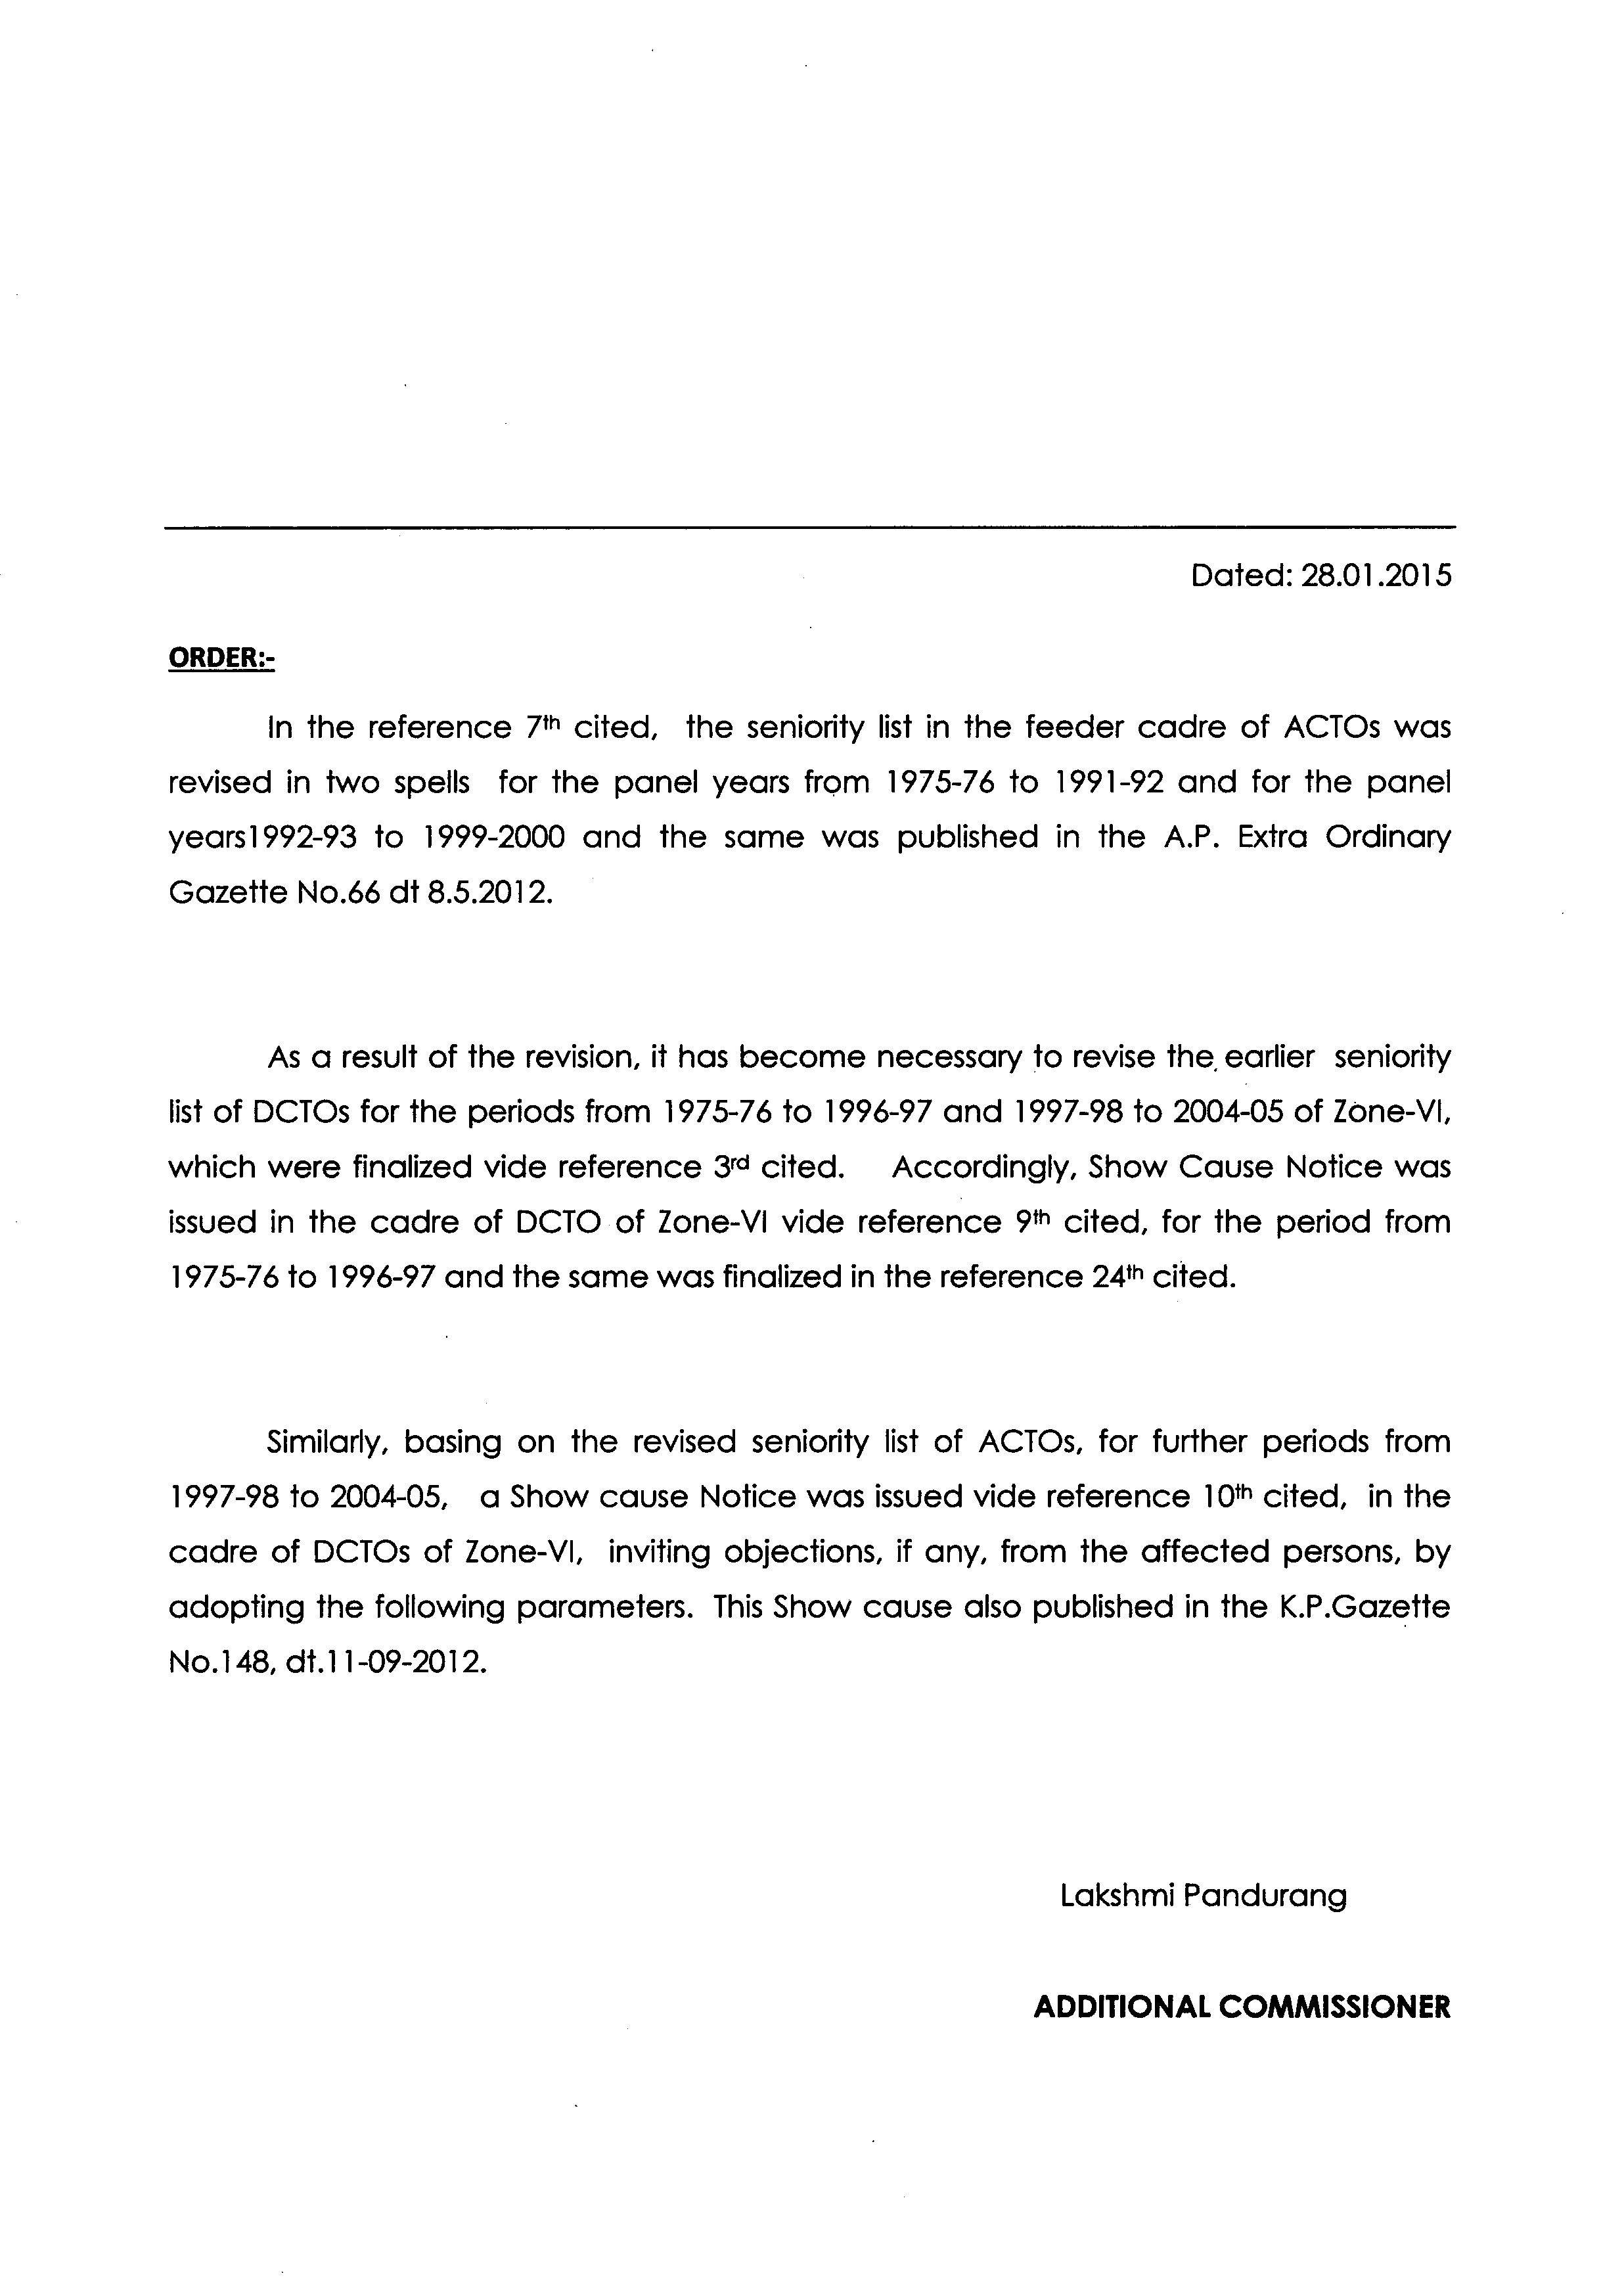 Dated: 28.01.2015
ORDER:-
In the reference 7th cited, the seniority list in the feeder cadre of ACTOs was
revised in two spells for the panel years from 1975-76 to 1991-92 and for the panel
years1992-93 to 1999-2000 and the same was published in the A.P. Extra Ordinary
Gazette No.66 dt 8.5.2012.
As a result of the revision, it has become necessary to revise the earlier seniority
list of DCTOs for the periods from 1975-76 to 1996-97 and 1997-98 to 2004-05 of Zone-VI,
which were finalized vide reference 3rd cited. Accordingly, Show Cause Notice was
issued in the cadre of DCTO of Zone-VI vide reference 9th cited, for the period from
1975-76 to 1996-97 and the same was finalized in the reference 24th cited.
Similarly, basing on the revised seniority list of ACTOs, for further periods from
1997-98 to 2004-05, a Show cause Notice was issued vide reference 10th cited, in the
cadre of DCTOs of Zone-VI, inviting objections, if any, from the affected persons, by
adopting the following parameters. This Show cause also published in the K.P.Gazette
No.148, dt.11-09-2012.
Lakshmi Pandurang
ADDITIONAL COMMISSIONER